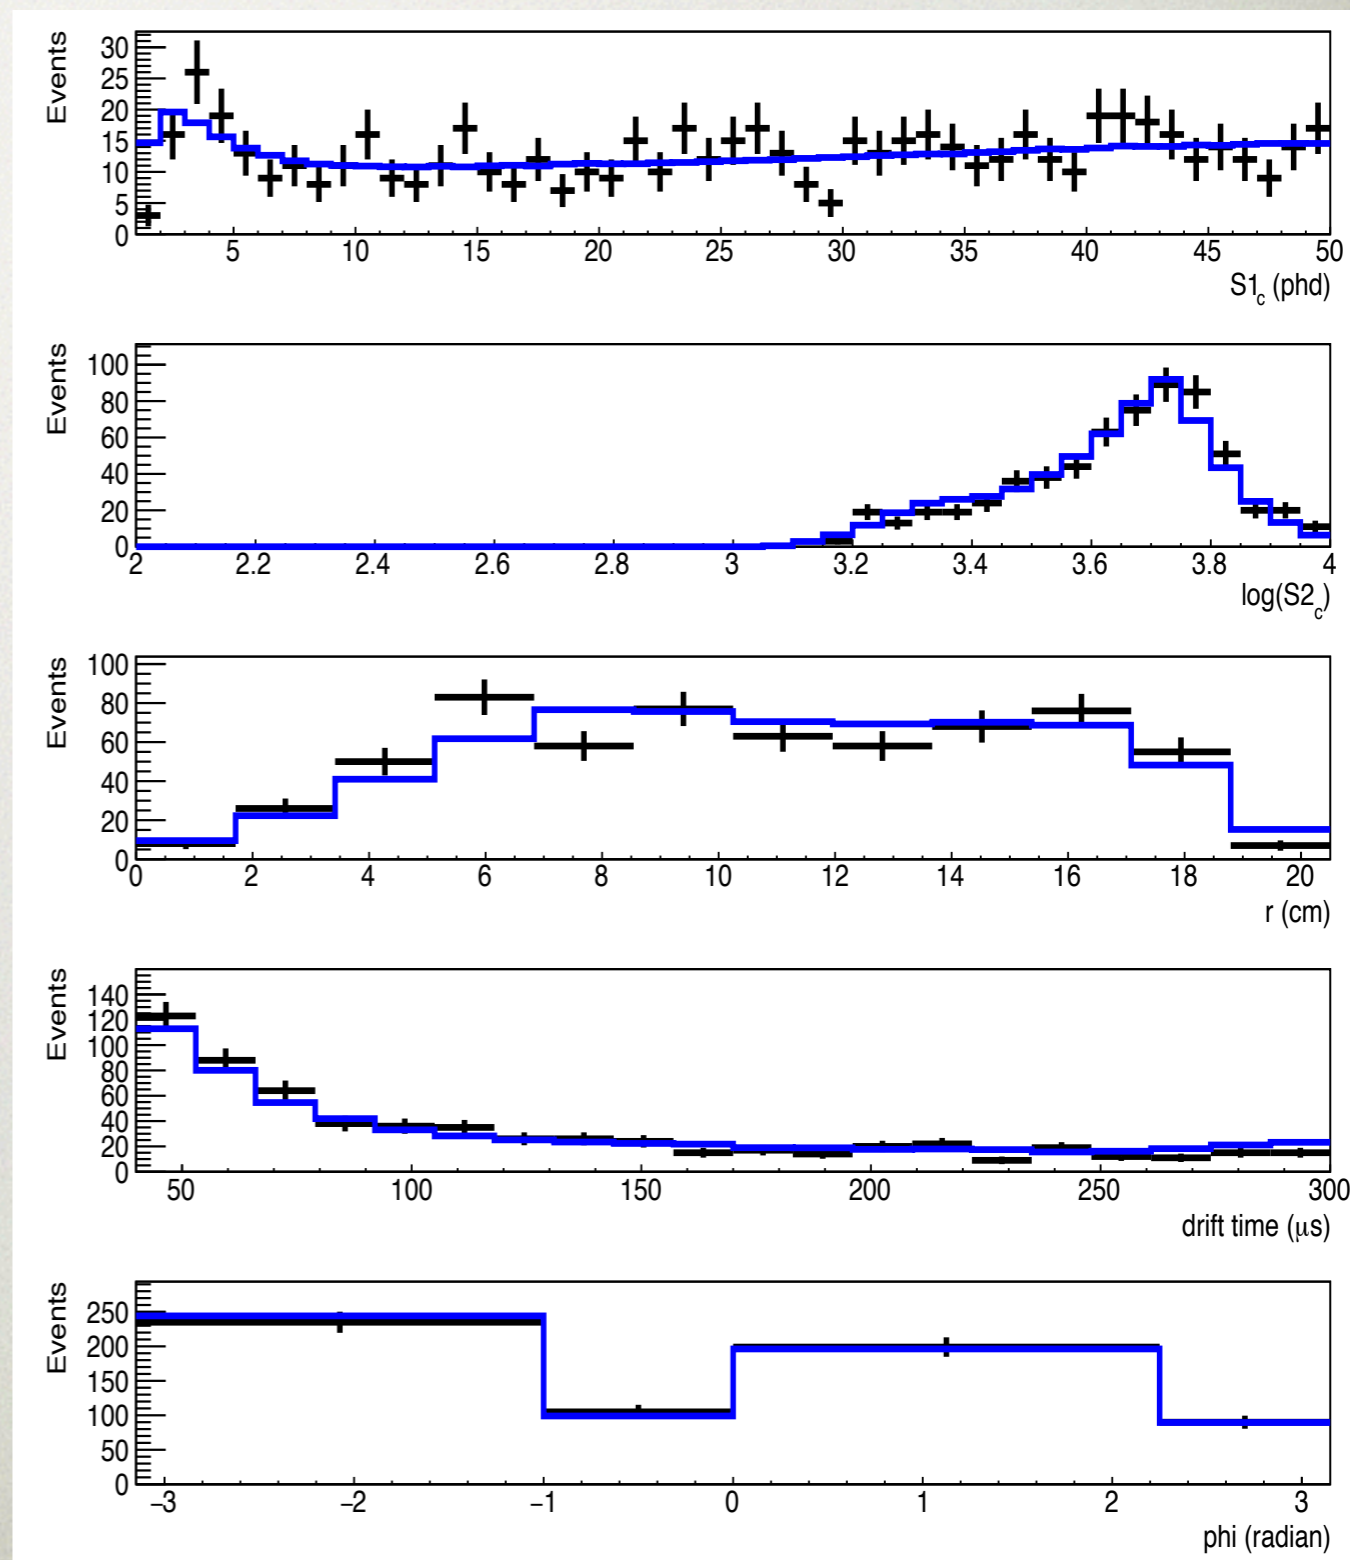 Events
30
25
20
15
10
5
0
5 10 15 20 25 30 35 40 45 50
S1c (phd)
Events
100
80
60
40
20
0
2 2.2 2.4 2.6 2.8 3 3.2 3.4 3.6 3.8 4
log(S2c)
Events
100
80
60
40
20
0
0 2 4 6 8 10 12 14 16 18 20
r (cm)
Events
140
120
100
80
60
40
20
0
50 100 150 200 250 300
drift time (μs)
Events
250
200
150
100
50
0
−3 −2 −1 0 1 2 3
phi (radian)